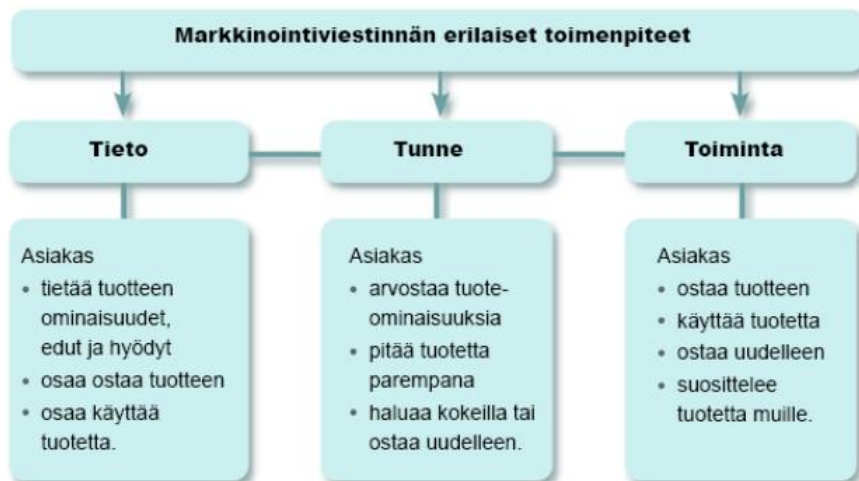 Markkinointiviestinnän erilaiset toimenpiteet
Tieto
Tunne
Toiminta
Asiakas
• tietää tuotteen
ominaisuudet,
edut ja hyödyt
• osaa ostaa tuotteen
• osaa käyttää
tuotetta.
Asiakas
• arvostaa tuote-
ominaisuuksia
• pitää tuotetta
parempana
• haluaa kokeilla tai
ostaa uudelleen.
Asiakas
• ostaa tuotteen
• käyttää tuotetta
• ostaa uudelleen
• suosittelee
tuotetta muille.